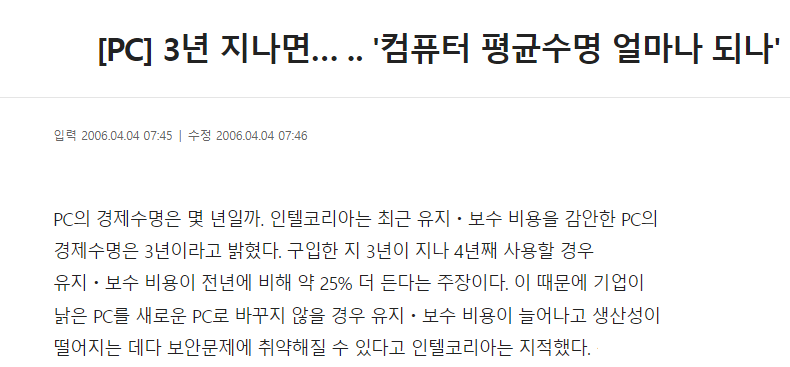 [PC] 3년 지나면... .. '컴퓨터 평균수명 얼마나 되나'
입력 2006.04.04 07:45 | 수정 2006.04.04 07:46
PC의 경제수명은 몇 년일까. 인텔코리아는 최근 유지·보수 비용을 감안한 PC의
경제수명은 3년이라고 밝혔다. 구입한 지 3년이 지나 4년째 사용할 경우
유지·보수 비용이 전년에 비해 약 25% 더 든다는 주장이다. 이 때문에 기업이
낡은 PC를 새로운 PC로 바꾸지 않을 경우 유지·보수 비용이 늘어나고 생산성이
떨어지는 데다 보안문제에 취약해질 수 있다고 인텔코리아는 지적했다.